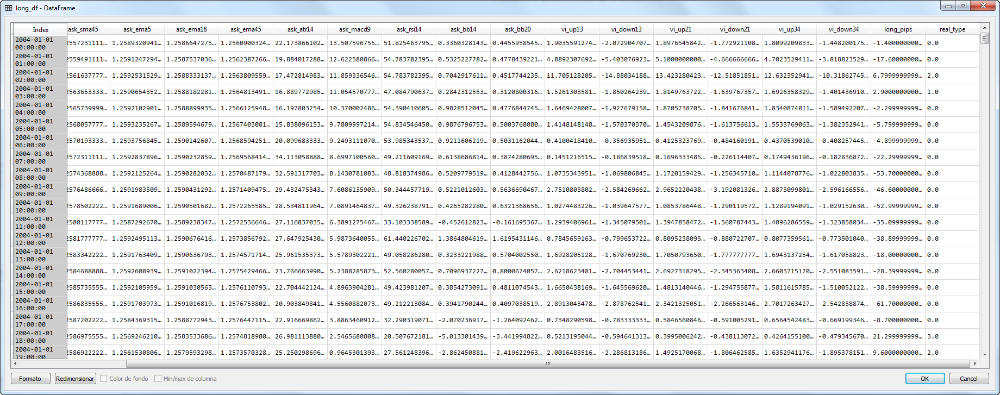 long_df - DataFrame
Index ask_sma45 ask_ema5 ask_ema18 ask_ema45 ask_atr14 ask_macd9 ask_rsi14 ask_bb14 ask_bb20 vi_up13 vi_down13 vi_up21 vi_down21 vi_up34 vi_down34 long_pips real_type
2004-01-01 00:00:00 2557231111... 1.2589320941... 1.2586647275... 1.2560900324... 22.173866102... 13.507596755... 51.825463795... 0.3360328143... 0.4455958545... 1.9035591274... -2.072904707... 1.8976545842... -1.772921108... 1.8099209833... -1.448200175... -1.400000000... 0.0
2004-01-01 01:00:00 2559491111... 1.2591247294... 1.2587537036... 1.2562387266... 19.884017288... 12.622580866... 54.783782395... 0.5325227782... 0.4778439221... 4.8892307692... -5.403076923... 5.1000000000... -4.666666666... 4.7023529411... -3.818823529... -17.60000000... 0.0
2004-01-01 02:00:00 2561637777... 1.2592531529... 1.2588333137... 1.2563809559... 17.472814983... 11.859336546... 54.783782395... 0.7042917611... 0.4517744235... 11.705128205... -14.88034188... 13.423280423... -12.51851851... 12.632352941... -10.31862745... 6.7999999999... 2.0
2004-01-01 03:00:00 2563653333... 1.2590654352... 1.2588182281... 1.2564813491... 16.889772985... 11.054570777... 47.084790637... 0.2842312553... 0.3120800316... 1.5261303581... -1.850264239... 1.8149763722... -1.639767357... 1.6926358329... -1.401436910... 2.9000000000... 1.0
2004-01-01 04:00:00 2565739999... 1.2592102901... 1.2588899935... 1.2566125948... 16.197803254... 10.370002486... 54.390410605... 0.9828512045... 0.4776844745... 1.6469428007... -1.927679158... 1.8705738705... -1.841676841... 1.8340874811... -1.589492207... -2.299999999... 0.0
2004-01-01 05:00:00 2568057777... 1.2593235267... 1.2589594679... 1.2567403081... 15.838096153... 9.7809997214... 54.834546450... 0.9876796753... 0.5003768080... 1.4148148148... -1.570370370... 1.4543209876... -1.613756613... 1.5533769063... -1.382352941... -5.799999999... 0.0
2004-01-01 06:00:00 2570193333... 1.2593756845... 1.2590142607... 1.2568594251... 20.099683333... 9.2493111070... 53.985343537... 0.9211606219... 0.5031162044... 0.4100418410... -0.356935951... 0.4125332769... -0.484160191... 0.4370539010... -0.408257445... -4.899999999... 0.0
2004-01-01 07:00:00 2572311111... 1.2592837896... 1.2590232859... 1.2569568414... 34.113058888... 8.6997100560... 49.211609169... 0.6138686814... 0.3874280695... 0.1451216515... -0.186839518... 0.1696333485... -0.226114407... 0.1749436196... -0.182836872... -22.29999999... 0.0
2004-01-01 08:00:00 2574368888... 1.2592125264... 1.2590282032... 1.2570487179... 32.591317703... 8.1430781083... 48.818374986... 0.5209779519... 0.4128442756... 1.0735343951... -1.069806845... 1.1720159429... -1.256345710... 1.1144078776... -1.022803835... -53.70000000... 0.0
2004-01-01 09:00:00 2576486666... 1.2591983509... 1.2590431292... 1.2571409475... 29.432475343... 7.6086135909... 50.344457719... 0.5221012603... 0.5636690467... 2.7510803802... -2.584269662... 2.9652220438... -3.192081326... 2.8873099801... -2.596166556... -46.60000000... 0.0
2004-01-01 10:00:00 2578502222... 1.2591689006... 1.2590501682... 1.2572265585... 28.534811964... 7.0891464837... 49.326238791... 0.4265282280... 0.6321368656... 1.0274483226... -1.039647577... 1.0853786448... -1.290119572... 1.1289194091... -1.029152630... -52.99999999... 0.0
2004-01-01 11:00:00 2580117777... 1.2587292670... 1.2589238347... 1.2572536646... 27.116837035... 6.3891275467... 33.103338589... -0.452612823... -0.161695367... 1.2939406961... -1.345079501... 1.3947858472... -1.560787443... 1.4096286559... -1.323858034... -35.09999999... 0.0
2004-01-01 12:00:00 2581777777... 1.2592495113... 1.2590676416... 1.2573856792... 27.647925430... 5.9873640055... 61.440226702... 1.3864804619... 1.6195431146... 0.7845659163... -0.799653722... 0.8095238095... -0.880722707... 0.8077359561... -0.773501040... -38.89999999... 0.0
2004-01-01 13:00:00 2583342222... 1.2591763409... 1.2590636793... 1.2574571714... 25.961535373... 5.5789302221... 49.058286280... 0.3233221988... 0.5704002550... 1.6928205128... -1.670769230... 1.7050793650... -1.777777777... 1.6943137254... -1.617058823... -18.00000000... 0.0
2004-01-01 14:00:00 2584688888... 1.2592608939... 1.2591022394... 1.2575429466... 23.766663990... 5.2388285873... 52.560280057... 0.7096937227... 0.8000674057... 2.6218623481... -2.704453441... 2.6927318295... -2.345363408... 2.6603715170... -2.551083591... -28.39999999... 0.0
2004-01-01 15:00:00 2585735555... 1.2592105959... 1.2591030563... 1.2576110793... 22.704442124... 4.8963904281... 49.423981207... 0.3854273091... 0.4811074543... 1.6650438169... -1.645569620... 1.4813140446... -1.294755877... 1.5811615785... -1.510052122... -38.59999999... 0.0
2004-01-01 16:00:00 2586835555... 1.2591703973... 1.2591016819... 1.2576753802... 20.903849841... 4.5560882073... 49.212213084... 0.3941790244... 0.4097038519... 2.8913043478... -2.878762541... 2.3421325051... -2.266563146... 2.7017263427... -2.542838874... -61.70000000... 0.0
2004-01-01 17:00:00 2587202222... 1.2584369315... 1.2588772943... 1.2576447115... 22.916669862... 3.8863460912... 32.290319071... -2.070236917... -1.264092462... 0.7348290598... -0.783333333... 0.5846560846... -0.591005291... 0.6564542483... -0.669199346... -8.700000000... 0.0
2004-01-01 18:00:00 2586975555... 1.2569246210... 1.2583533686... 1.2574818980... 26.981113880... 2.5465680808... 20.507672181... -5.013301439... -3.441994822... 0.5213195044... -0.594641313... 0.3995006242... -0.438113072... 0.4264155100... -0.479345670... 21.299999999... 3.0
2004-01-01 19:00:00 2586922222... 1.2561530806... 1.2579593298... 1.2573570328... 25.250298696... 0.9645301393... 27.561248396... -2.862450881... -2.419622963... 2.0016483516... -2.286813186... 1.4925170068... -1.806462585... 1.6352941176... -1.895378151... 9.6000000000... 2.0
Formato Redimensionar Color de fondo Min/max de columna OK Cancel